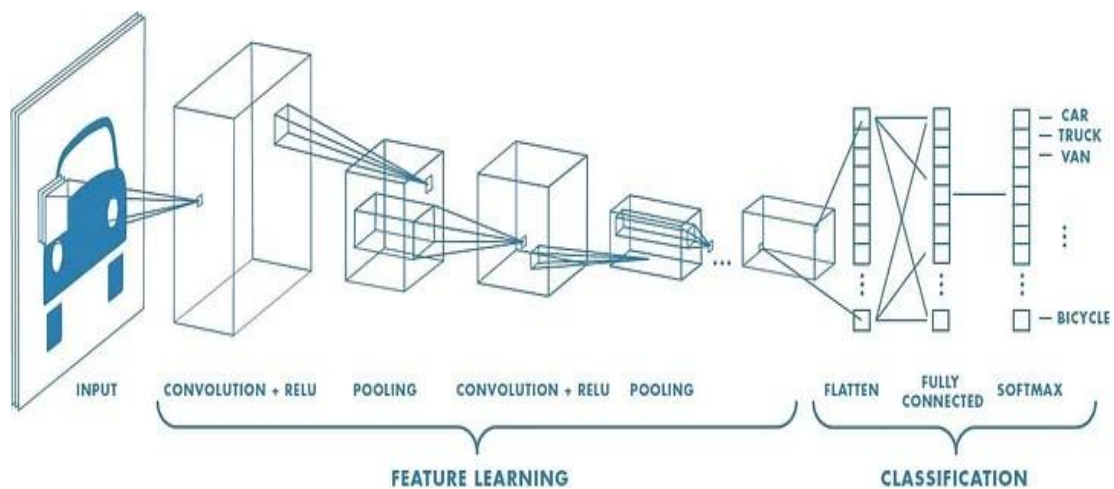 CAR
TRUCK
VAN
BICYCLE
INPUT
CONVOLUTION + RELU
POOLING
CONVOLUTION + RELU
POOLING
FLATTEN
FULLY
CONNECTED
SOFTMAX
FEATURE LEARNING
CLASSIFICATION